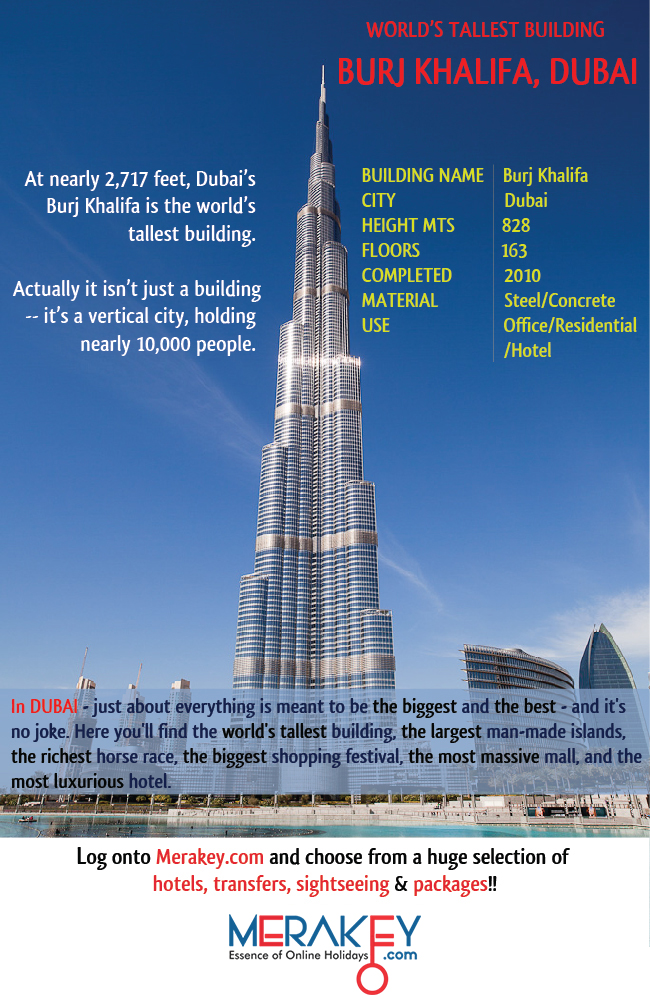 WORLD'S TALLEST BUILDING
BURJ KHALIFA, DUBAI
At nearly 2,717 feet, Dubai's
Burj Khalifa is the world's
tallest building.
Actually it isn't just a building
-- it's a vertical city, holding
nearly 10,000 people.
BUILDING NAME Burj Khalifa
CITY Dubai
HEIGHT MTS 828
FLOORS 163
COMPLETED 2010
MATERIAL Steel/Concrete
USE Office/Residential
/Hotel
In DUBAI - just about everything is meant to be the biggest and the best - and it's
no joke. Here you'll find the world's tallest building, the largest man-made islands,
the richest horse race, the biggest shopping festival, the most massive mall, and the
most luxurious hotel.
Log onto Merakey.com and choose from a huge selection of
hotels, transfers, sightseeing & packages!!
MERAKEY
Essence of Online Holidays .com